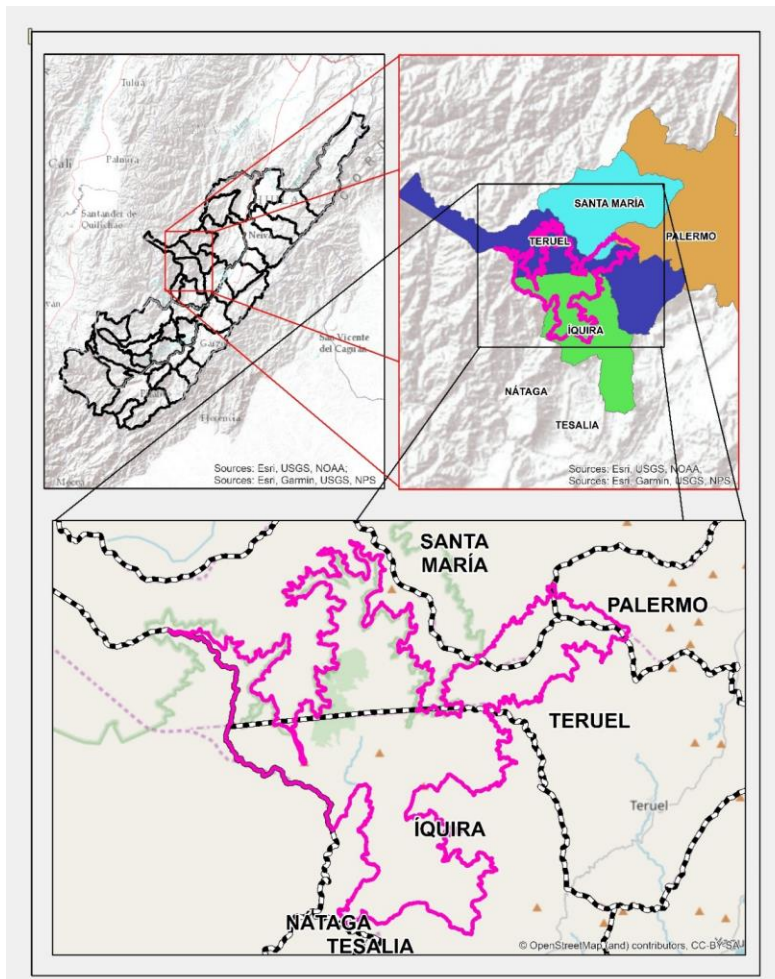 Tuluá
Cali
Palmira
Santander de
Quilichao
Neiva
San Vicente
del Caguán
Florencia
Mocoa
Sources: Esri, USGS, NOAA;
Sources: Esri, Garmin, USGS, NPS
SANTA MARÍA
PALERMO
TERUEL
ÍQUIRA
NÁTAGA
TESALIA
Sources: Esri, USGS, NOAA;
Sources: Esri, Garmin, USGS, NPS
SANTA
MARÍA
PALERMO
TERUEL
Teruel
ÍQUIRA
NÁTAGA
TESALIA
© OpenStreetMap (and) contributors, CC-BY-SA